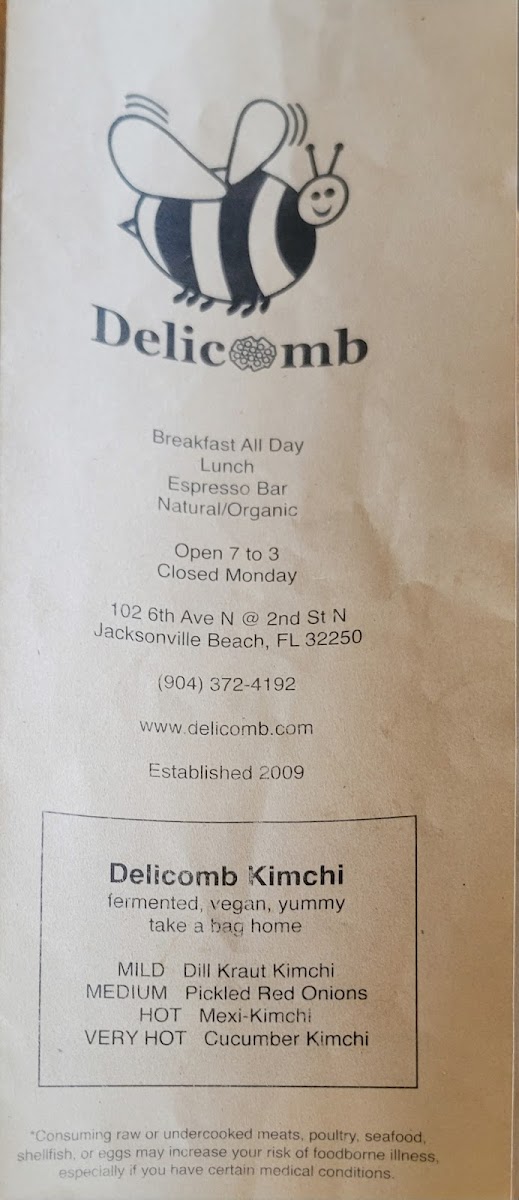 Delicomb
Breakfast All Day
Lunch
Espresso Bar
Natural/Organic
Open 7 to 3
Closed Monday
102 6th Ave N @ 2nd St N
Jacksonville Beach, FL 32250
(904) 372-4192
www.delicomb.com
Established 2009
Delicomb Kimchi
fermented, vegan, yummy
take a bag home
MILD Dill Kraut Kimchi
MEDIUM Pickled Red Onions
HOT Mexi-Kimchi
VERY HOT Cucumber Kimchi
*Consuming raw or undercooked meats, poultry, seafood,
shellfish, or eggs may increase your risk of foodborne illness,
especially if you have certain medical conditions.